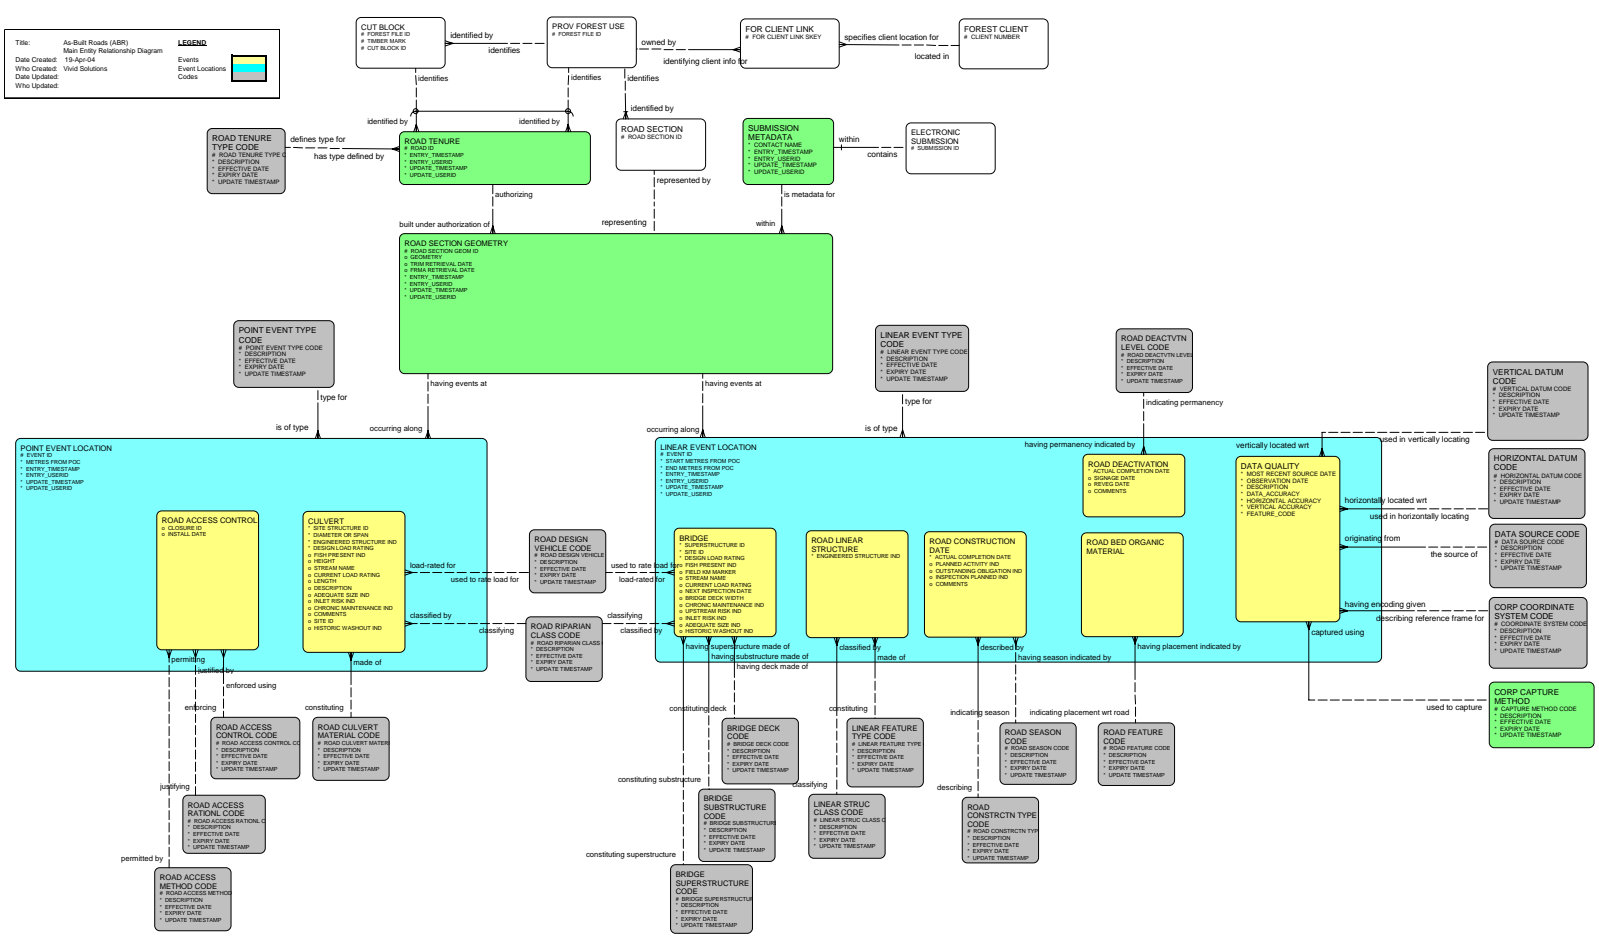 Title: As-Built Roads (ABR) LEGEND
Main Entity Relationship Diagram
Date Created: 19-Apr-04 Events
Who Created: Vivid Solutions Event Locations
Date Updated: Codes
Who Updated:
CUT BLOCK
# FOREST FILE ID
* TIMBER MARK
* CUT BLOCK ID
identified by
identifies
PROV FOREST USE
# FOREST FILE ID
owned by
identifying client info for
FOR CLIENT LINK
# FOR CLIENT LINK SKEY
specifies client location for
located in
FOREST CLIENT
# CLIENT NUMBER
identifies
identifies
identifies
identified by
identified by
identified by
ROAD TENURE
TYPE CODE
# ROAD TENURE TYPE C
* DESCRIPTION
* EFFECTIVE DATE
* EXPIRY DATE
* UPDATE TIMESTAMP
defines type for
has type defined by
ROAD TENURE
# ROAD ID
* ENTRY_TIMESTAMP
* ENTRY_USERID
* UPDATE_TIMESTAMP
* UPDATE_USERID
ROAD SECTION
# ROAD SECTION ID
SUBMISSION
METADATA
* CONTACT NAME
* ENTRY_TIMESTAMP
* ENTRY_USERID
* UPDATE_TIMESTAMP
* UPDATE_USERID
within
contains
ELECTRONIC
SUBMISSION
# SUBMISSION ID
authorizing
built under authorization of
represented by
representing
is metadata for
within
ROAD SECTION GEOMETRY
# ROAD SECTION GEOM ID
o GEOMETRY
o TRIM RETRIEVAL DATE
o FRMA RETRIEVAL DATE
* ENTRY_TIMESTAMP
* ENTRY_USERID
* UPDATE_TIMESTAMP
* UPDATE_USERID
POINT EVENT TYPE
CODE
# POINT EVENT TYPE CODE
* DESCRIPTION
* EFFECTIVE DATE
* EXPIRY DATE
* UPDATE TIMESTAMP
type for
is of type
having events at
occurring along
having events at
occurring along
LINEAR EVENT TYPE
CODE
# LINEAR EVENT TYPE CODE
* DESCRIPTION
* EFFECTIVE DATE
* EXPIRY DATE
* UPDATE TIMESTAMP
type for
is of type
ROAD DEACTVTN
LEVEL CODE
# ROAD DEACTVTN LEVEL
* DESCRIPTION
* EFFECTIVE DATE
* EXPIRY DATE
* UPDATE TIMESTAMP
indicating permanency
having permanency indicated by
VERTICAL DATUM
CODE
# VERTICAL DATUM CODE
* DESCRIPTION
* EFFECTIVE DATE
* EXPIRY DATE
* UPDATE TIMESTAMP
used in vertically locating
vertically located wrt
POINT EVENT LOCATION
# EVENT ID
* METRES FROM POC
* ENTRY_TIMESTAMP
* ENTRY_USERID
* UPDATE_TIMESTAMP
* UPDATE_USERID
LINEAR EVENT LOCATION
# EVENT ID
* START METRES FROM POC
* END METRES FROM POC
* ENTRY_TIMESTAMP
* ENTRY_USERID
* UPDATE_TIMESTAMP
* UPDATE_USERID
ROAD DEACTIVATION
* ACTUAL COMPLETION DATE
o SIGNAGE DATE
o REVEG DATE
o COMMENTS
DATA QUALITY
* MOST RECENT SOURCE DATE
* OBSERVATION DATE
* DESCRIPTION
* DATA_ACCURACY
* HORIZONTAL ACCURACY
* VERTICAL ACCURACY
* FEATURE_CODE
HORIZONTAL DATUM
CODE
# HORIZONTAL DATUM CODE
* DESCRIPTION
* EFFECTIVE DATE
* EXPIRY DATE
* UPDATE TIMESTAMP
horizontally located wrt
used in horizontally locating
ROAD ACCESS CONTROL
o CLOSURE ID
o INSTALL DATE
CULVERT
* SITE STRUCTURE ID
* DIAMETER OR SPAN
* ENGINEERED STRUCTURE IND
* DESIGN LOAD RATING
o FISH PRESENT IND
o HEIGHT
o STREAM NAME
o CURRENT LOAD RATING
o LENGTH
o DESCRIPTION
o ADEQUATE SIZE IND
o INLET RISK IND
o CHRONIC MAINTENANCE IND
o COMMENTS
o SITE ID
o HISTORIC WASHOUT IND
load-rated for
used to rate load for
classified by
classifying
ROAD DESIGN
VEHICLE CODE
# ROAD DESIGN VEHICLE
* DESCRIPTION
* EFFECTIVE DATE
* EXPIRY DATE
* UPDATE TIMESTAMP
used to rate load for
load-rated for
ROAD RIPARIAN
CLASS CODE
# ROAD RIPARIAN CLASS
* DESCRIPTION
* EFFECTIVE DATE
* EXPIRY DATE
* UPDATE TIMESTAMP
classifying
classified by
BRIDGE
* SUPERSTRUCTURE ID
* SITE ID
* DESIGN LOAD RATING
o FISH PRESENT IND
o FIELD KM MARKER
o STREAM NAME
o CURRENT LOAD RATING
o NEXT INSPECTION DATE
o BRIDGE DECK WIDTH
o CHRONIC MAINTENANCE IND
o UPSTREAM RISK IND
o INLET RISK IND
o ADEQUATE SIZE IND
o HISTORIC WASHOUT IND
ROAD LINEAR
STRUCTURE
* ENGINEERED STRUCTURE IND
ROAD CONSTRUCTION
DATE
* ACTUAL COMPLETION DATE
o PLANNED ACTIVITY IND
o OUTSTANDING OBLIGATION IND
o INSPECTION PLANNED IND
o COMMENTS
ROAD BED ORGANIC
MATERIAL
originating from
the source of
DATA SOURCE CODE
# DATA SOURCE CODE
* DESCRIPTION
* EFFECTIVE DATE
* EXPIRY DATE
* UPDATE TIMESTAMP
having encoding given
describing reference frame for
CORP COORDINATE
SYSTEM CODE
# COORDINATE SYSTEM CODE
* DESCRIPTION
* EFFECTIVE DATE
* EXPIRY DATE
* UPDATE TIMESTAMP
captured using
used to capture
CORP CAPTURE
METHOD
# CAPTURE METHOD CODE
* DESCRIPTION
* EFFECTIVE DATE
* EXPIRY DATE
* UPDATE TIMESTAMP
permitting
justified by
enforced using
enforcing
justifying
permitted by
made of
constituting
having superstructure made of
having substructure made of
having deck made of
constituting deck
constituting substructure
constituting superstructure
classified by
made of
constituting
classifying
described by
having season indicated by
indicating season
describing
having placement indicated by
indicating placement wrt road
ROAD ACCESS
CONTROL CODE
# ROAD ACCESS CONTROL CO
* DESCRIPTION
* EFFECTIVE DATE
* EXPIRY DATE
* UPDATE TIMESTAMP
ROAD CULVERT
MATERIAL CODE
# ROAD CULVERT MATERI
* DESCRIPTION
* EFFECTIVE DATE
* EXPIRY DATE
* UPDATE TIMESTAMP
BRIDGE DECK
CODE
# BRIDGE DECK CODE
* DESCRIPTION
* EFFECTIVE DATE
* EXPIRY DATE
* UPDATE TIMESTAMP
LINEAR FEATURE
TYPE CODE
# LINEAR FEATURE TYPE
* DESCRIPTION
* EFFECTIVE DATE
* EXPIRY DATE
* UPDATE TIMESTAMP
ROAD SEASON
CODE
# ROAD SEASON CODE
* DESCRIPTION
* EFFECTIVE DATE
* EXPIRY DATE
* UPDATE TIMESTAMP
ROAD FEATURE
CODE
# ROAD FEATURE CODE
* DESCRIPTION
* EFFECTIVE DATE
* EXPIRY DATE
* UPDATE TIMESTAMP
ROAD ACCESS
RATIONL CODE
# ROAD ACCESS RATIONL C
* DESCRIPTION
* EFFECTIVE DATE
* EXPIRY DATE
* UPDATE TIMESTAMP
BRIDGE
SUBSTRUCTURE
CODE
# BRIDGE SUBSTRUCTURE
* DESCRIPTION
* EFFECTIVE DATE
* EXPIRY DATE
* UPDATE TIMESTAMP
LINEAR STRUC
CLASS CODE
# LINEAR STRUC CLASS C
* DESCRIPTION
* EFFECTIVE DATE
* EXPIRY DATE
* UPDATE TIMESTAMP
ROAD
CONSTRCTN TYPE
CODE
# ROAD CONSTRCTN TYP
* DESCRIPTION
* EFFECTIVE DATE
* EXPIRY DATE
* UPDATE TIMESTAMP
ROAD ACCESS
METHOD CODE
# ROAD ACCESS METHOD
* DESCRIPTION
* EFFECTIVE DATE
* EXPIRY DATE
* UPDATE TIMESTAMP
BRIDGE
SUPERSTRUCTURE
CODE
# BRIDGE SUPERSTRUCTUR
* DESCRIPTION
* EFFECTIVE DATE
* EXPIRY DATE
* UPDATE TIMESTAMP